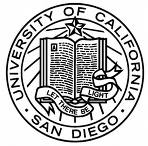 UNIVERSITY OF CALIFORNIA
LET THERE BE
LIGHT
SAN DIEGO